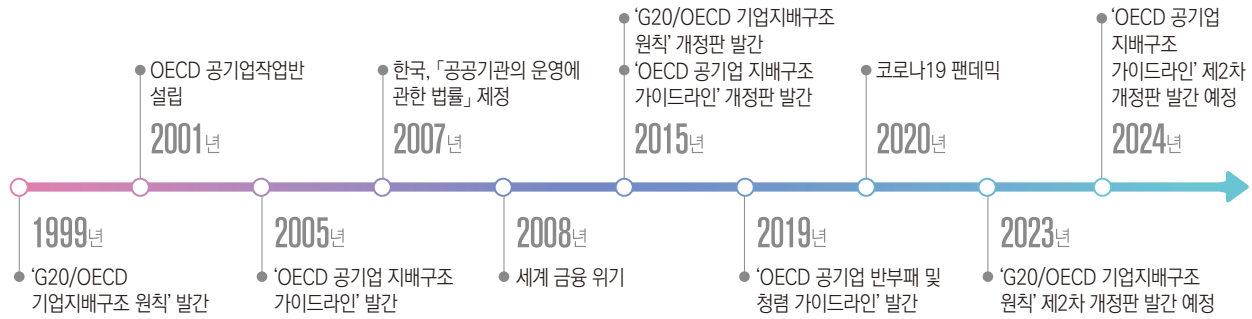 1999년
‘G20/OECD
기업지배구조 원칙’ 발간
OECD 공기업작업반
설립
2001년
2005년
‘OECD 공기업 지배구조
가이드라인’ 발간
한국, 「공공기관의 운영에
관한 법률」 제정
2007년
2008년
세계 금융 위기
‘G20/OECD 기업지배구조
원칙’ 개정판 발간
‘OECD 공기업 지배구조
가이드라인’ 개정판 발간
2015년
2019년
‘OECD 공기업 반부패 및
청렴 가이드라인’ 발간
코로나19 팬데믹
2020년
2023년
‘G20/OECD 기업지배구조
원칙’ 제2차 개정판 발간 예정
‘OECD 공기업
지배구조
가이드라인’ 제2차
개정판 발간 예정
2024년